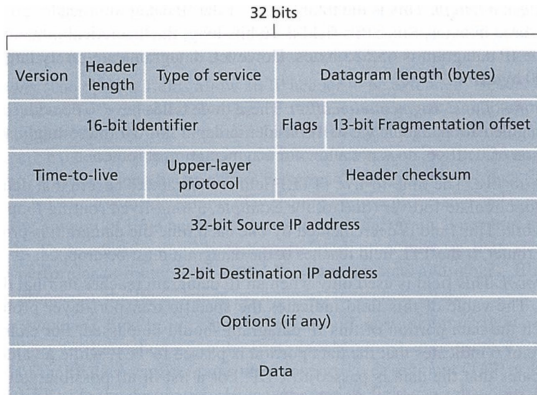 32 bits
Version
Header
length
Type of service
Datagram length (bytes)
16-bit Identifier
Flags
13-bit Fragmentation offset
Time-to-live
Upper-layer
protocol
Header checksum
32-bit Source IP address
32-bit Destination IP address
Options (if any)
Data